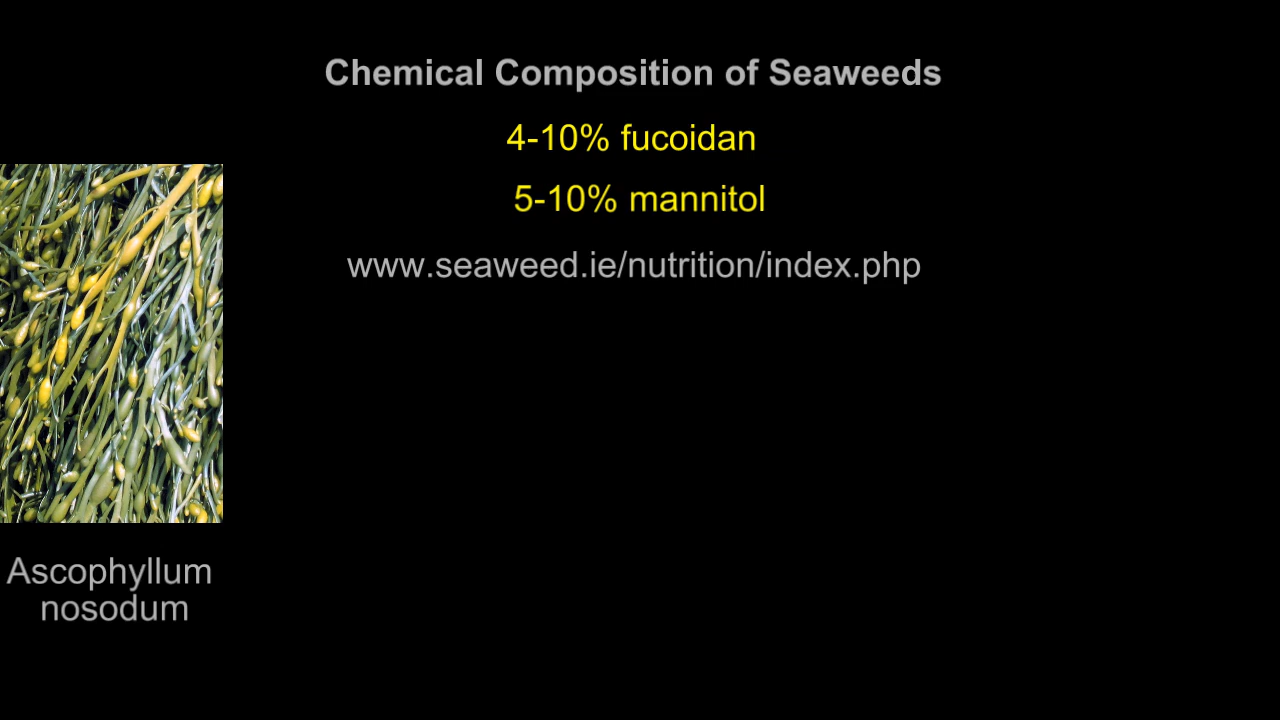 Chemical Composition of Seaweeds
4-10% fucoidan
5-10% mannitol
www.seaweed.ie/nutrition/index.php
Ascophyllum
nosodum